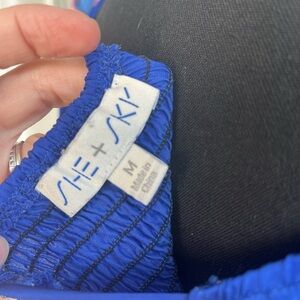 SHE + SKY
M
Made in
China